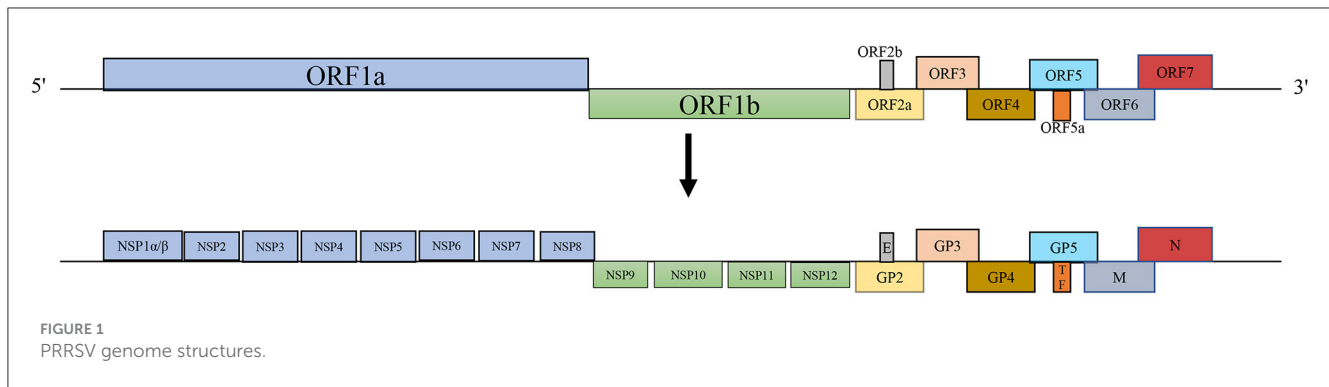 ORF2b
ORF1a ORF3 ORF5 ORF7
5' 3'
ORF1b ORF2a ORF4 ORF6
ORF5a
NSP1α/β NSP2 NSP3 NSP4 NSP5 NSP6 NSP7 NSP8 E GP3 GP5 N
NSP9 NSP10 NSP11 NSP12 GP2 GP4 T M
F
FIGURE 1
PRRSV genome structures.